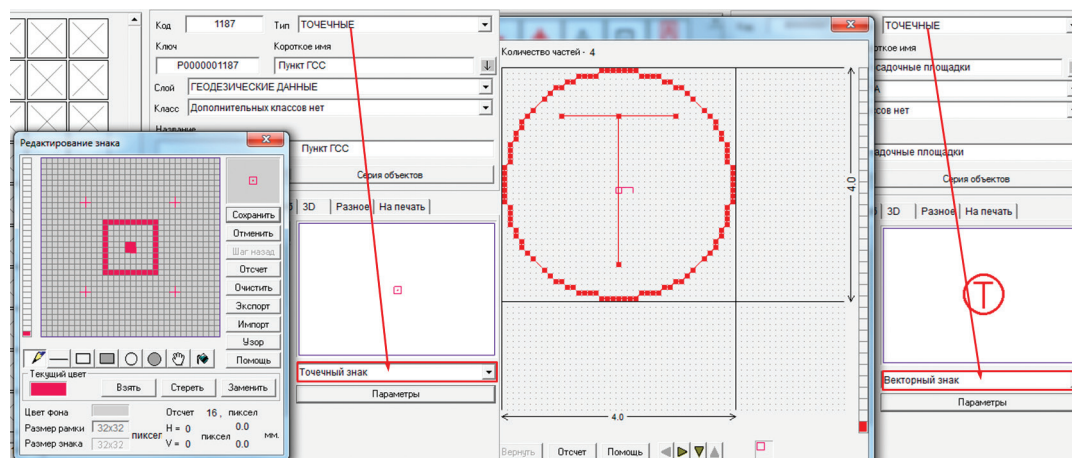 Код 1187 Тип ТОЧЕЧНЫЕ
Ключ Короткое имя
P0000001187 Пункт ГСС
Слой ГЕОДЕЗИЧЕСКИЕ ДАННЫЕ
Класс Дополнительных классов нет
Название
Пункт ГСС
Серия объектов
3D Разное На печать
Точечный знак
Параметры
Редактирование знака
Сохранить
Отменить
Шаг назад
Отсчет
Очистить
Экспорт
Импорт
Узор
Помощь
Текущий цвет
Взять Стереть Заменить
Цвет фона Отсчет 16 , пиксел
Размер рамки 32x32 пиксел H = 0 пиксел 0.0 мм.
Размер знака 32x32 V = 0 0.0
Количество частей - 4
4.0
4.0
Вернуть Отсчет Помощь
ТОЧЕЧНЫЕ
откое имя
садочные площадки
А
сов нет
адочные площадки
Серия объектов
3D Разное На печать
Т
Векторный знак
Параметры